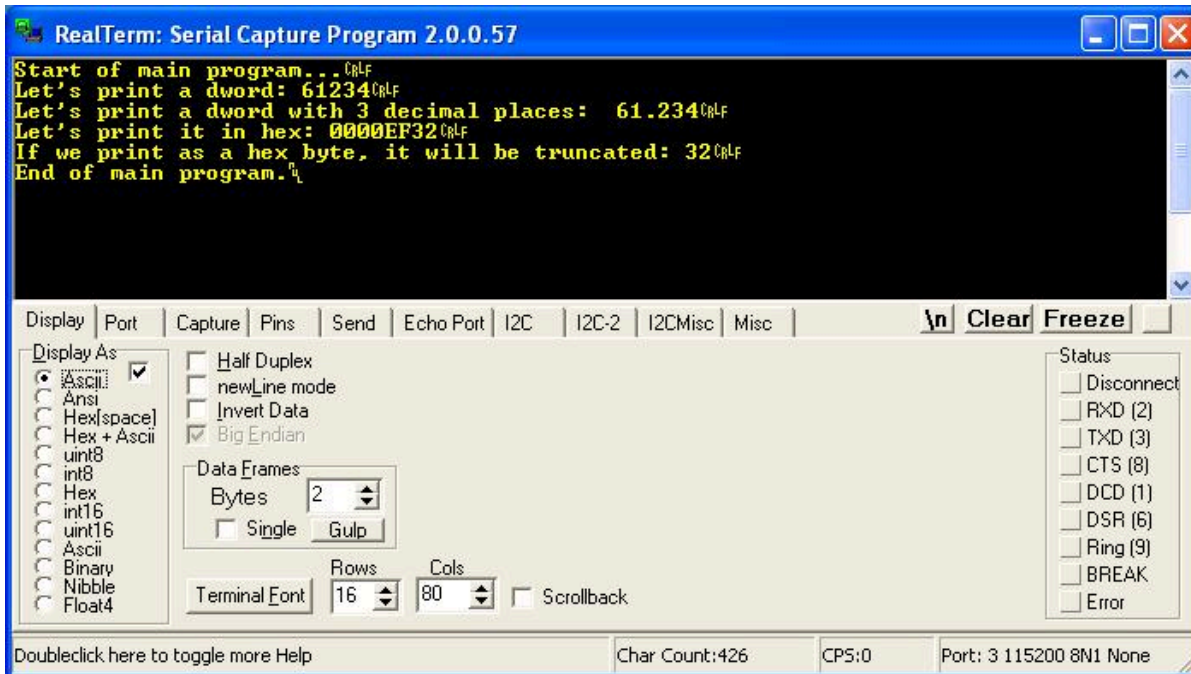 RealTerm: Serial Capture Program 2.0.0.57
Start of main program...CRLF
Let's print a dword: 61234CRLF
Let's print a dword with 3 decimal places:  61.234CRLF
Let's print it in hex: 0000EF32CRLF
If we print as a hex byte, it will be truncated: 32CRLF
End of main program.
Display Port Capture Pins Send Echo Port I2C I2C-2 I2CMisc Misc \n Clear Freeze
Display As
Ascii
Ansi
Hex[space]
Hex + Ascii
uint8
int8
Hex
int16
uint16
Ascii
Binary
Nibble
Float4
Half Duplex
newLine mode
Invert Data
Big Endian
Data Frames
Bytes 2
Single Gulp
Rows Cols
Terminal Font 16 80 Scrollback
Status
Disconnect
RXD (2)
TXD (3)
CTS (8)
DCD (1)
DSR (6)
Ring (9)
BREAK
Error
Doubleclick here to toggle more Help Char Count:426 CPS:0 Port: 3 115200 8N1 None